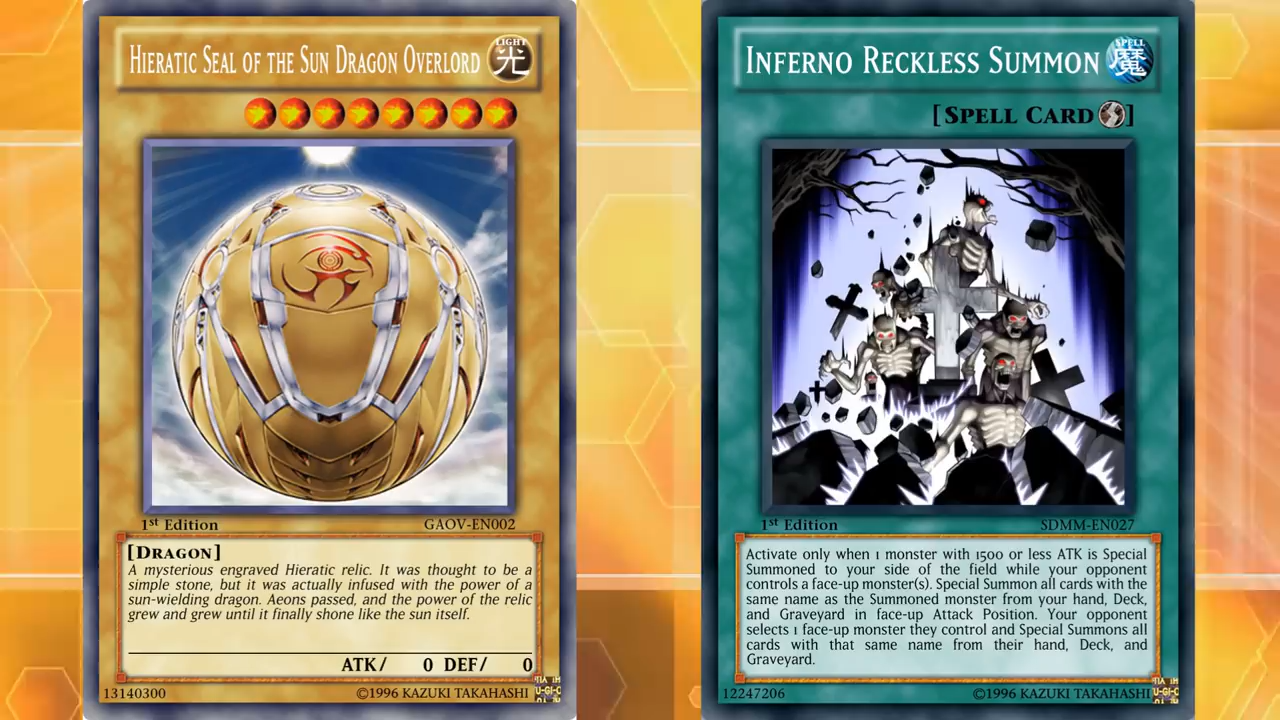 HIERATIC SEAL OF THE SUN DRAGON OVERLORD
LIGHT
光
1st Edition
GAOV-EN002
[DRAGON]
A mysterious engraved Hieratic relic. It was thought to be a
simple stone, but it was actually infused with the power of a
sun-wielding dragon. Aeons passed, and the power of the relic
grew and grew until it finally shone like the sun itself.
ATK/ 0 DEF/ 0
13140300
©1996 KAZUKI TAKAHASHI
INFERNO RECKLESS SUMMON
SPELL
魔
[SPELL CARD]
1st Edition
SDMM-EN027
Activate only when 1 monster with 1500 or less ATK is Special
Summoned to your side of the field while your opponent
controls a face-up monster(s). Special Summon all cards with the
same name as the Summoned monster from your hand, Deck,
and Graveyard in face-up Attack Position. Your opponent
selects 1 face-up monster they control and Special Summons all
cards with that same name from their hand, Deck, and
Graveyard.
12247206
©1996 KAZUKI TAKAHASHI